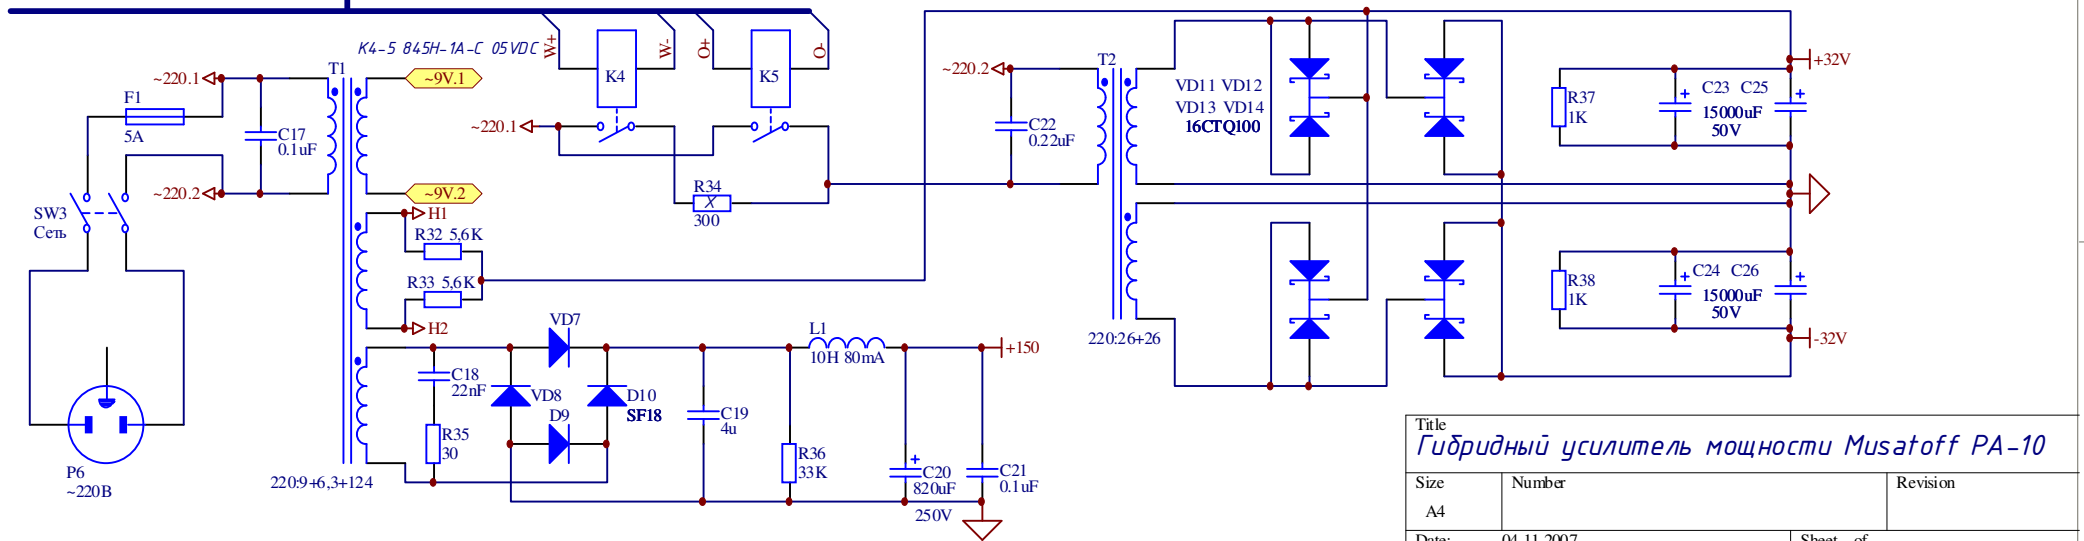 K4-5 845H-1A-C 05VDC
W+
W-
O+
O-
K4
K5
~220.1
F1
5A
C17
0.1uF
~220.2
T1
~9V.1
~9V.2
H1
R32 5,6K
R33 5,6K
H2
SW3
Сеть
P6
~220В
220:9+6,3+124
~220.1
R34
X
300
VD7
VD8
D9
D10
SF18
C18
22nF
R35
30
C19
4u
R36
33K
L1
10H 80mA
+150
C20
820uF
250V
C21
0.1uF
~220.2
C22
0.22uF
T2
220:26+26
VD11 VD12
VD13 VD14
16CTQ100
R37
1K
C23 C25
15000uF
50V
+32V
R38
1K
C24 C26
15000uF
50V
-32V
Title
Гибридный усилитель мощности Musatoff PA-10
Size
Number
Revision
A4
Date:
04.11.2007
Sheet of